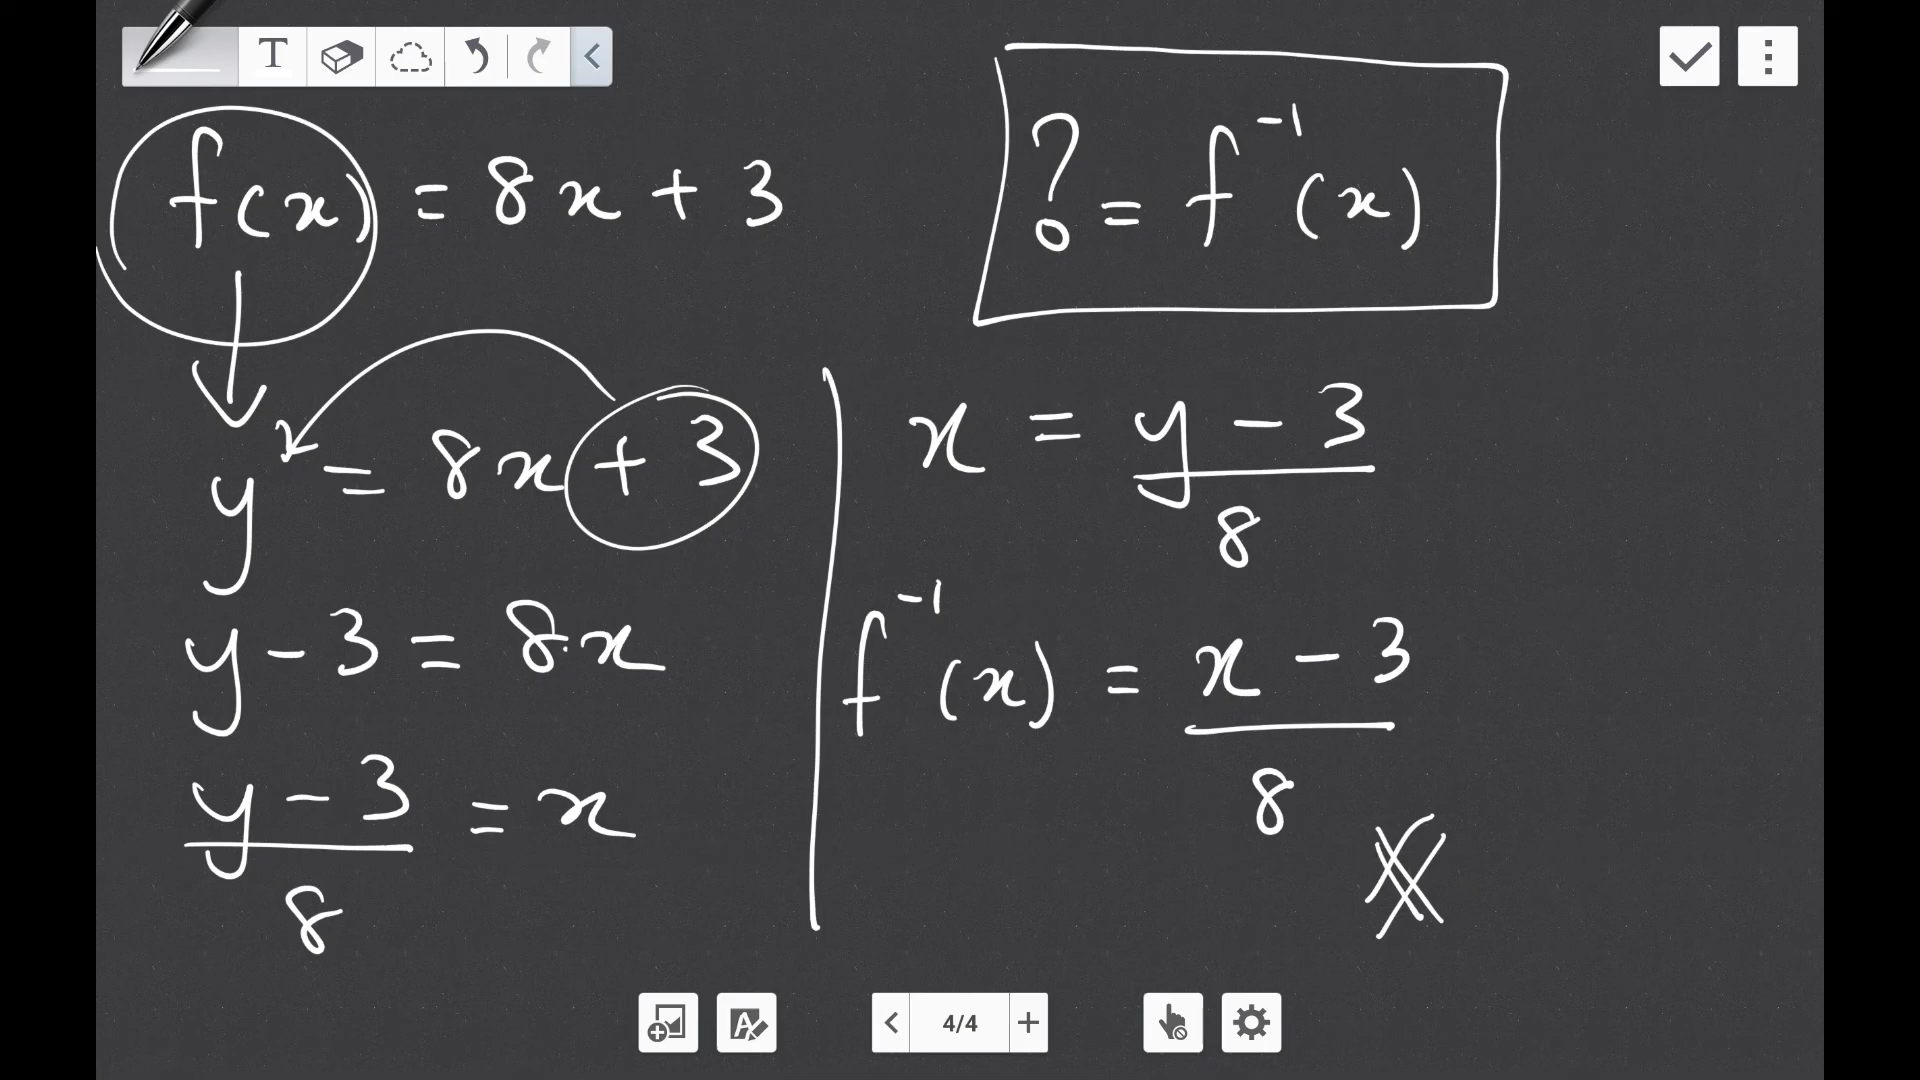 T
f(x) = 8x + 3
? = f⁻¹(x)
y = 8x + 3
y - 3 = 8x
(y - 3)/8 = x
x = (y - 3)/8
f⁻¹(x) = (x - 3)/8
4/4